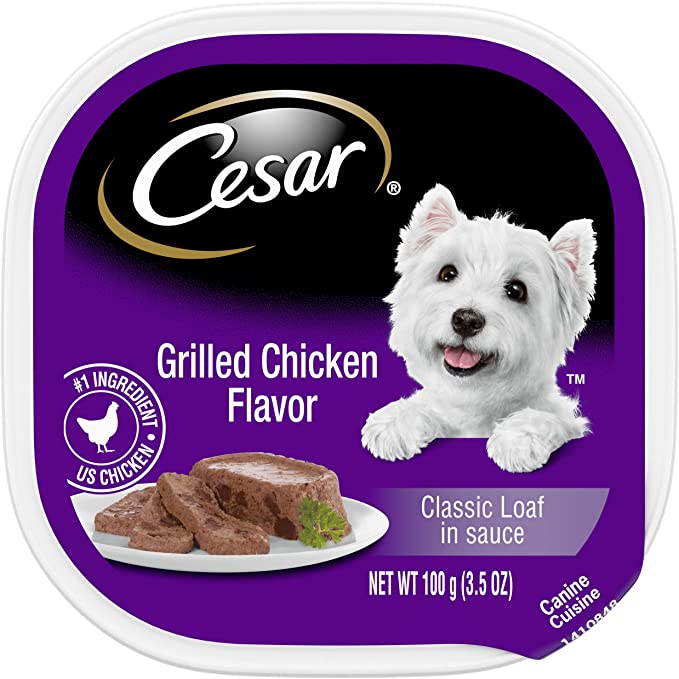 Cesar®
Grilled Chicken
Flavor
#1 INGREDIENT
• US CHICKEN •
TM
Classic Loaf
in sauce
NET WT 100 g (3.5 OZ)
Canine
Cuisine